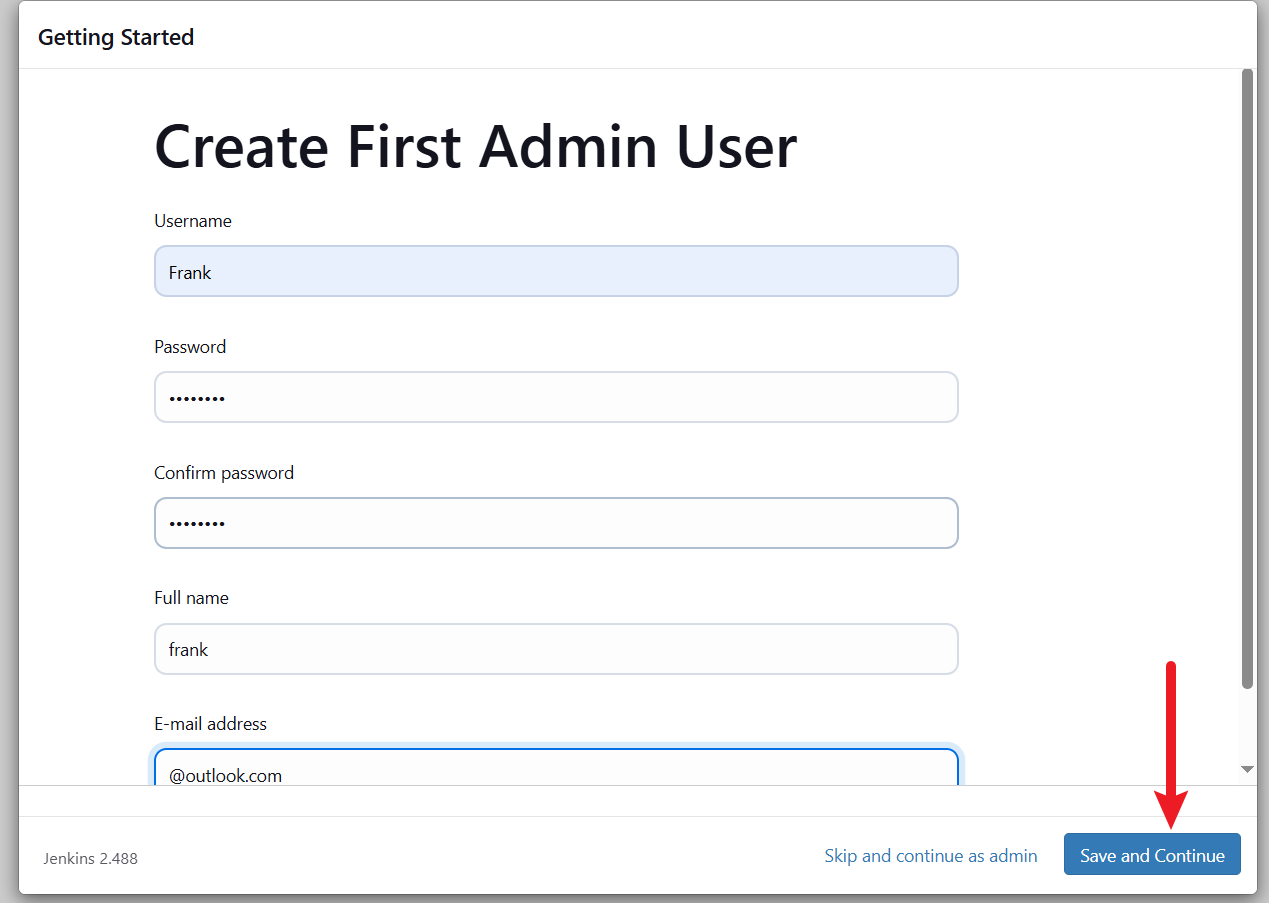 Getting Started
Create First Admin User
Username
Frank
Password
••••••••
Confirm password
••••••••
Full name
frank
E-mail address
@outlook.com
Jenkins 2.488
Skip and continue as admin
Save and Continue